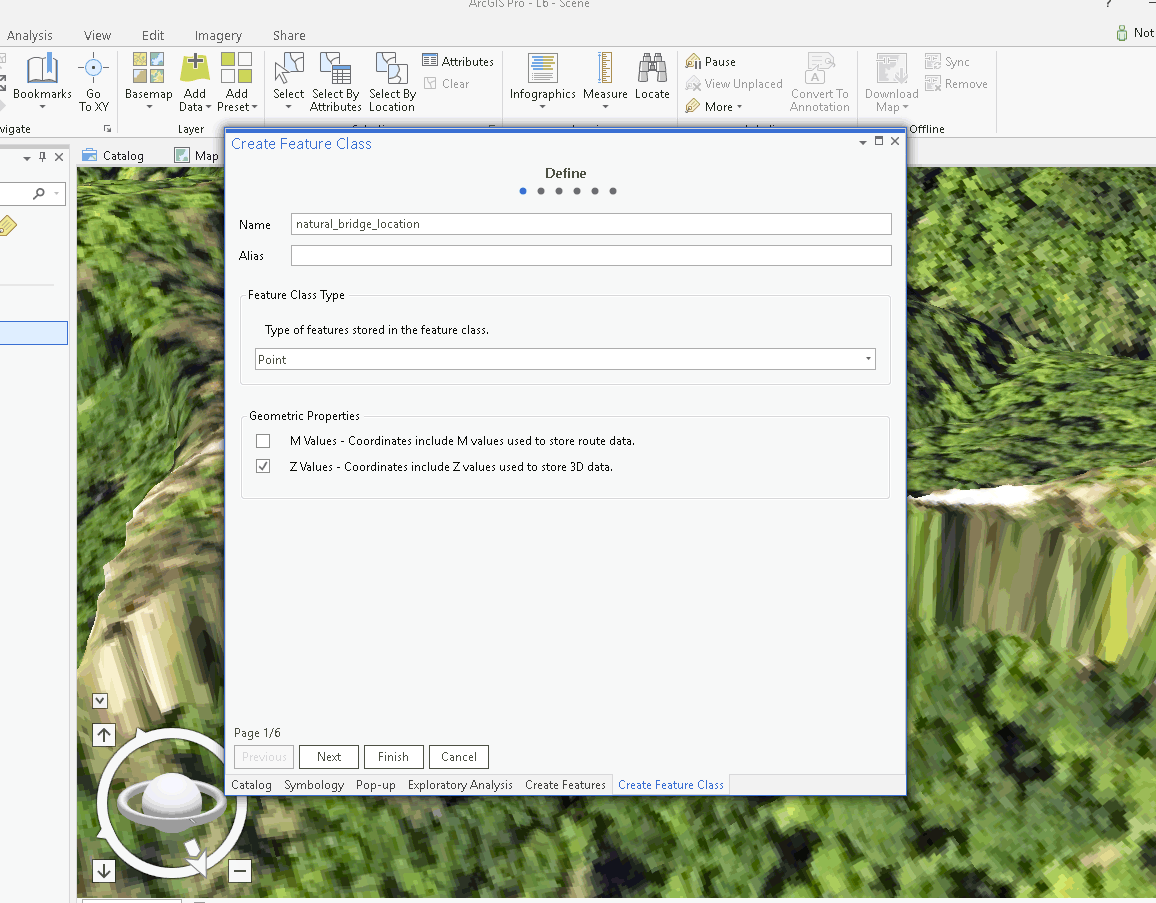 ArcGIS Pro - L6 - Scene
?
Analysis View Edit Imagery Share
Not
Bookmarks
Go To XY
Basemap
Add Data
Add Preset
Select
Select By Attributes
Select By Location
Attributes
Clear
Infographics
Measure
Locate
Pause
View Unplaced
More
Convert To Annotation
Download Map
Sync
Remove
vigate
Layer
Offline
Catalog
Map
Create Feature Class
Define
Name natural_bridge_location
Alias
Feature Class Type
Type of features stored in the feature class.
Point
Geometric Properties
M Values - Coordinates include M values used to store route data.
Z Values - Coordinates include Z values used to store 3D data.
Page 1/6
Previous Next Finish Cancel
Catalog Symbology Pop-up Exploratory Analysis Create Features Create Feature Class